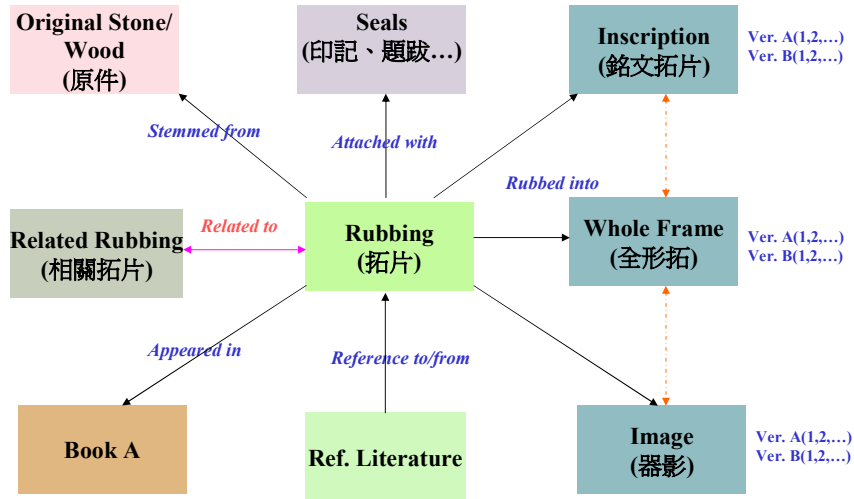 Original Stone/
Wood
(原件)
Seals
(印記、題跋…)
Inscription
(銘文拓片)
Ver. A(1,2,…)
Ver. B(1,2,…)
Stemmed from
Attached with
Rubbed into
Related Rubbing
(相關拓片)
Related to
Rubbing
(拓片)
Whole Frame
(全形拓)
Ver. A(1,2,…)
Ver. B(1,2,…)
Appeared in
Reference to/from
Book A
Ref. Literature
Image
(器影)
Ver. A(1,2,…)
Ver. B(1,2,…)